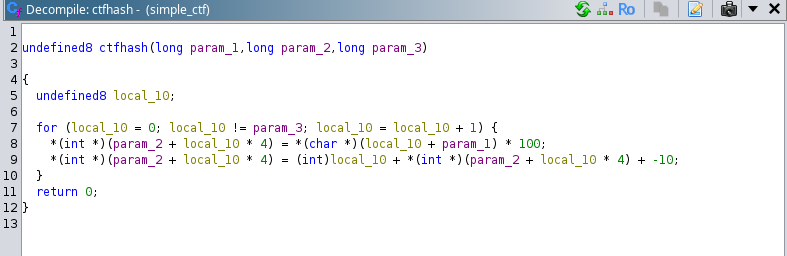 Decompile: ctfhash - (simple_ctf)
Ro
1
2 undefined8 ctfhash(long param_1,long param_2,long param_3)
3
4 {
5 undefined8 local_10;
6
7 for (local_10 = 0; local_10 != param_3; local_10 = local_10 + 1) {
8 *(int *)(param_2 + local_10 * 4) = *(char *)(local_10 + param_1) * 100;
9 *(int *)(param_2 + local_10 * 4) = (int)local_10 + *(int *)(param_2 + local_10 * 4) + -10;
10 }
11 return 0;
12 }
13